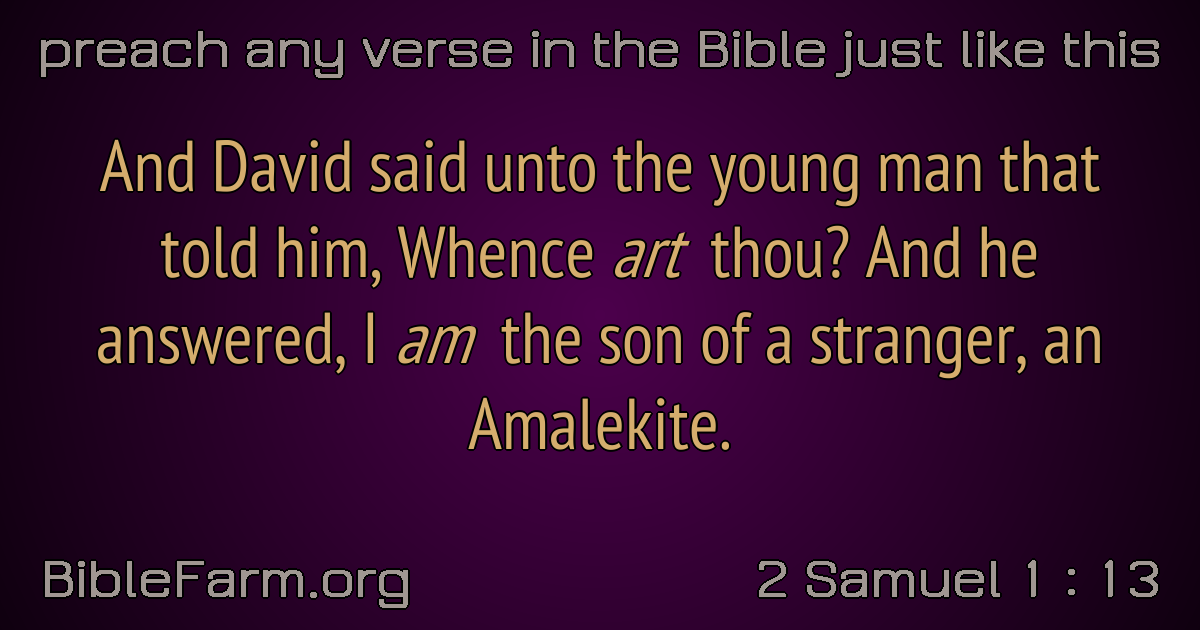 preach any verse in the Bible just like this
And David said unto the young man that
told him, Whence art thou? And he
answered, I am the son of a stranger, an
Amalekite.
BibleFarm.org
2 Samuel 1 : 13